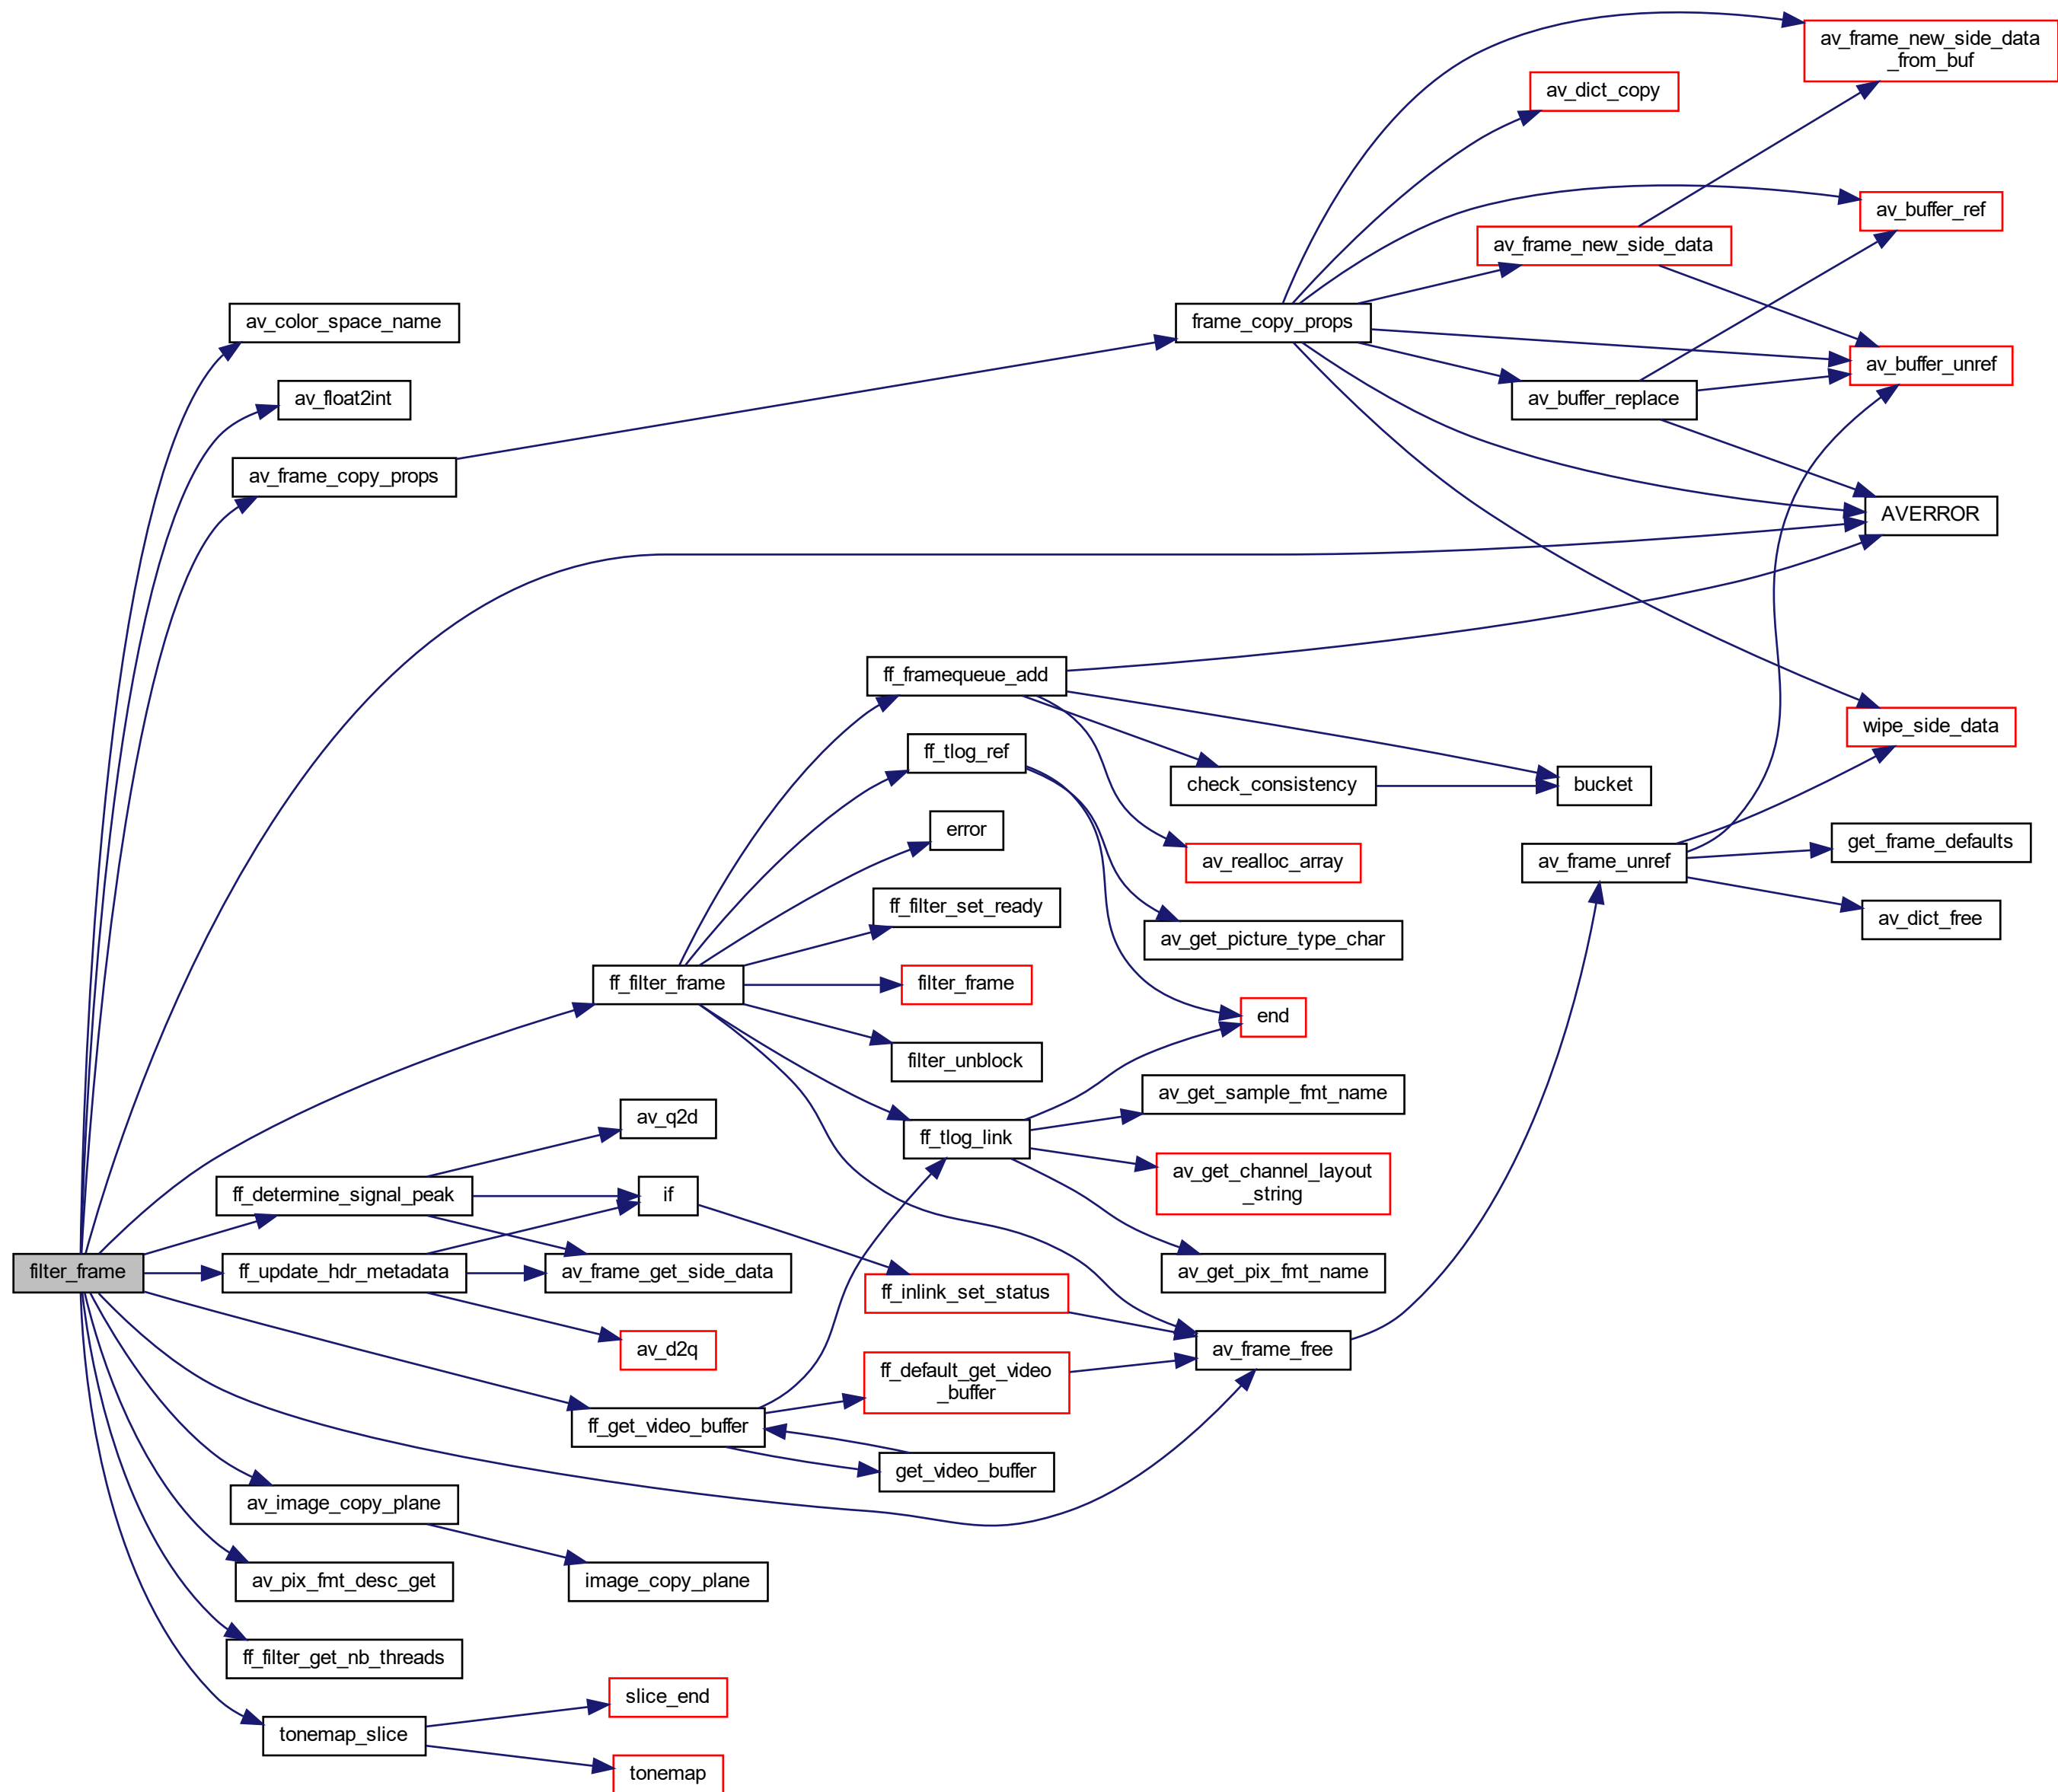 av_frame_new_side_data
_from_buf
av_dict_copy
av_buffer_ref
av_frame_new_side_data
av_color_space_name
frame_copy_props
av_buffer_unref
av_float2int
av_buffer_replace
av_frame_copy_props
AVERROR
ff_framequeue_add
wipe_side_data
ff_tlog_ref
check_consistency
bucket
error
av_realloc_array
av_frame_unref
get_frame_defaults
ff_filter_set_ready
av_get_picture_type_char
av_dict_free
ff_filter_frame
filter_frame
end
filter_unblock
av_q2d
av_get_sample_fmt_name
ff_tlog_link
ff_determine_signal_peak
if
av_get_channel_layout
_string
filter_frame
ff_update_hdr_metadata
av_frame_get_side_data
av_get_pix_fmt_name
ff_inlink_set_status
av_d2q
av_frame_free
ff_default_get_video
_buffer
ff_get_video_buffer
get_video_buffer
av_image_copy_plane
av_pix_fmt_desc_get
image_copy_plane
ff_filter_get_nb_threads
slice_end
tonemap_slice
tonemap